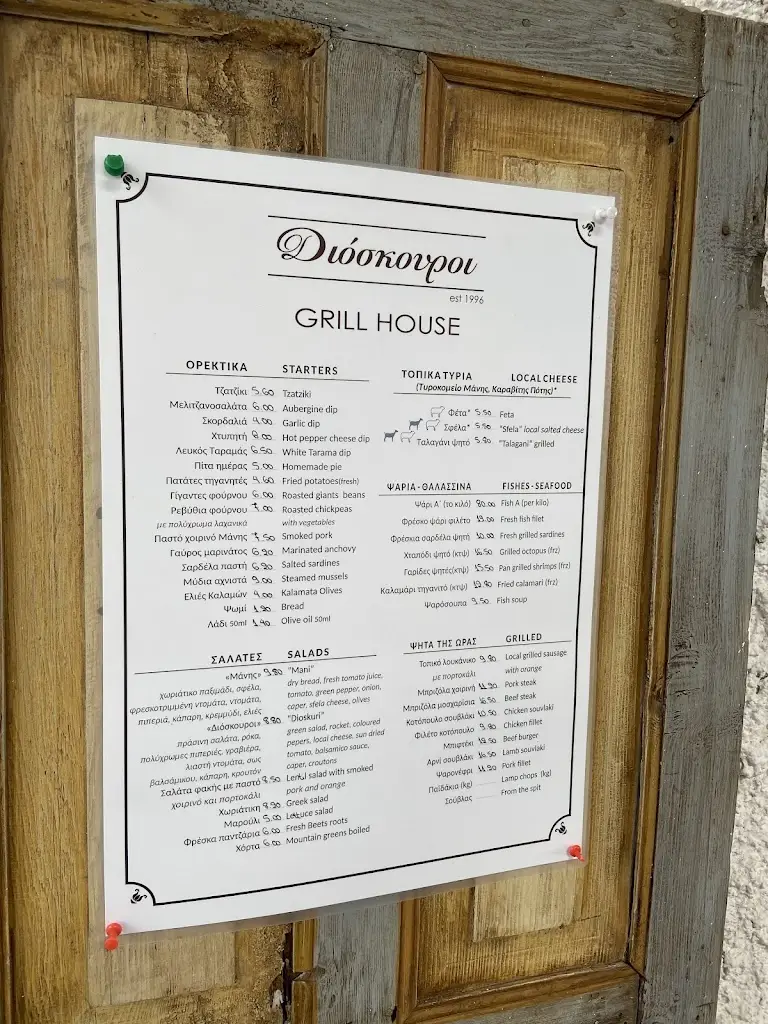 Διόσκουροι
est 1996
GRILL HOUSE
ΟΡΕΚΤΙΚΑ STARTERS
Τζατζίκι 5.60 Tzatziki
Μελιτζανοσαλάτα 6.00 Aubergine dip
Σκορδαλιά 4.00 Garlic dip
Χτυπητή 8.00 Hot pepper cheese dip
Λευκός Ταραμάς 6.50 White Tarama dip
Πίτα ημέρας 5.00 Homemade pie
Πατάτες τηγανητές 4.60 Fried potatoes(fresh)
Γίγαντες φούρνου 6.00 Roasted giants beans
Ρεβύθια φούρνου 7.00 Roasted chickpeas
με πολύχρωμα λαχανικά with vegetables
Παστό χοιρινό Μάνης 7.50 Smoked pork
Γαύρος μαρινάτος 6.90 Marinated anchovy
Σαρδέλα παστή 6.90 Salted sardines
Μύδια αχνιστά 9.00 Steamed mussels
Ελιές Καλαμών 4.00 Kalamata Olives
Ψωμί 1.90 Bread
Λάδι 50ml 1.90 Olive oil 50ml
ΣΑΛΑΤΕΣ SALADS
«Μάνης» 9.80 "Mani"
χωριάτικο παξιμάδι, σφέλα, dry bread, fresh tomato juice,
φρεσκοτριμμένη ντομάτα, ντομάτα, tomato, green pepper, onion,
πιπεριά, κάπαρη, κρεμμύδι, ελιές caper, sfela cheese, olives
«Διόσκουροι» 8.80 "Dioskuri"
πράσινη σαλάτα, ρόκα, green salad, rocket, coloured
πολύχρωμες πιπεριές, γραβιέρα, pepers, local cheese, sun dried
λιαστή ντομάτα, σως tomato, balsamico sauce,
βαλσάμικου, κάπαρη, κρουτόν caper, croutons
Σαλάτα φακής με παστό 8.50 Lentil salad with smoked
χοιρινό και πορτοκάλι pork and orange
Χωριάτικη 8.90 Greek salad
Μαρούλι 5.00 Lettuce salad
Φρέσκα παντζάρια 6.00 Fresh Beets roots
Χόρτα 6.00 Mountain greens boiled
ΤΟΠΙΚΑ ΤΥΡΙΑ LOCAL CHEESE
(Τυροκομείο Μάνης, Καραβίτης Πότης)*
Φέτα* 5.50 Feta
Σφέλα* 5.50 "Sfela" local salted cheese
Ταλαγάνι ψητό 5.80 "Talagani" grilled
ΨΑΡΙΑ - ΘΑΛΑΣΣΙΝΑ FISHES - SEAFOOD
Ψάρι Α΄ (το κιλό) 80.00 Fish A (per kilo)
Φρέσκο ψάρι φιλέτο 13.00 Fresh fish filet
Φρέσκια σαρδέλα ψητή 10.00 Fresh grilled sardines
Χταπόδι ψητό (κτψ) 16.50 Grilled octopus (frz)
Γαρίδες ψητές(κτψ) 15.50 Pan grilled shrimps (frz)
Καλαμάρι τηγανιτό (κτψ) 12.90 Fried calamari (frz)
Ψαρόσουπα 9.50 Fish soup
ΨΗΤΑ ΤΗΣ ΩΡΑΣ GRILLED
Τοπικό λουκάνικο 9.90 Local grilled sausage
με πορτοκάλι with orange
Μπριζόλα χοιρινή 11.90 Pork steak
Μπριζόλα μοσχαρίσια 16.50 Beef steak
Κοτόπουλο σουβλάκι 10.50 Chicken souvlaki
Φιλέτο κοτόπουλο 9.80 Chicken fillet
Μπιφτέκι 12.50 Beef burger
Αρνί σουβλάκι 16.50 Lamb souvlaki
Ψαρονέφρι 11.90 Pork fillet
Παϊδάκια (kg) Lamp chops (kg)
Σούβλας From the spit